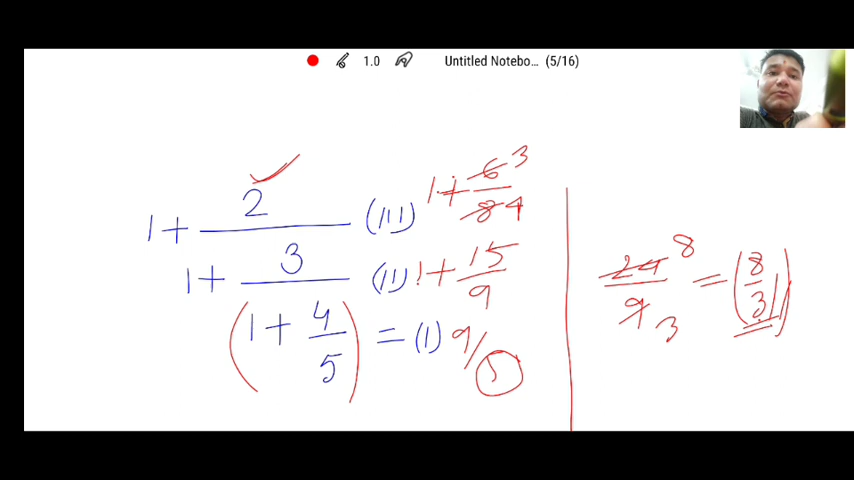 1.0 Untitled Notebo... (5/16)
1 + 2 (III) 1 + 6 3
8 4
1 + 3 (II) 1 + 15
9
(1 + 4 = (I) 9/5
5)
24 8 = (8
9 3 3)